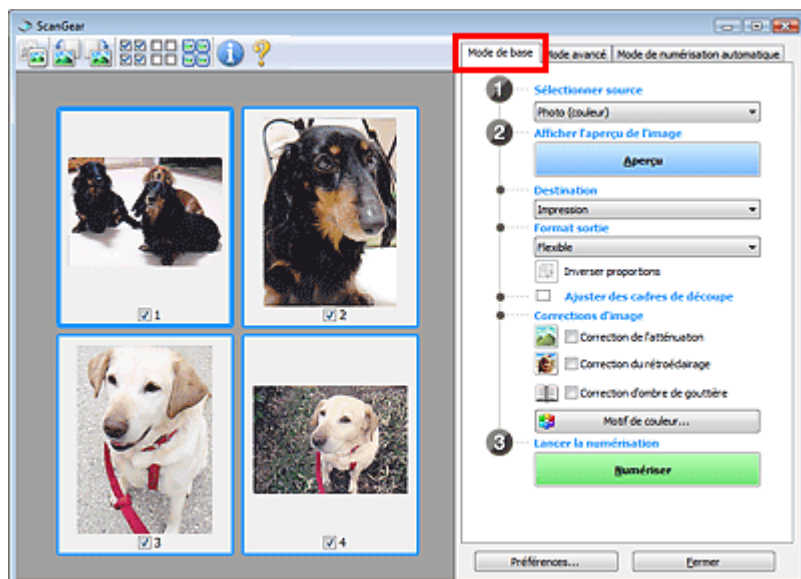 ScanGear
Mode de base
Mode avancé
Mode de numérisation automatique
1 Sélectionner source
Photo (couleur)
2 Afficher l'aperçu de l'image
Aperçu
Destination
Impression
Format sortie
Flexible
Inverser proportions
Ajuster des cadres de découpe
Corrections d'image
Correction de l'atténuation
Correction du rétroéclairage
Correction d'ombre de gouttière
Motif de couleur...
3 Lancer la numérisation
Numériser
Préférences...
Fermer
1
2
3
4